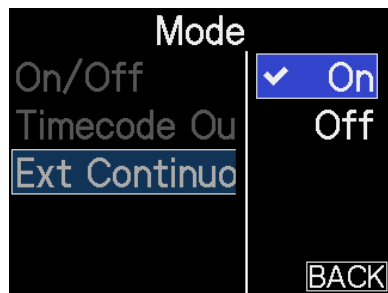 Mode
On/Off
Timecode Ou
Ext Continuo
On
Off
BACK